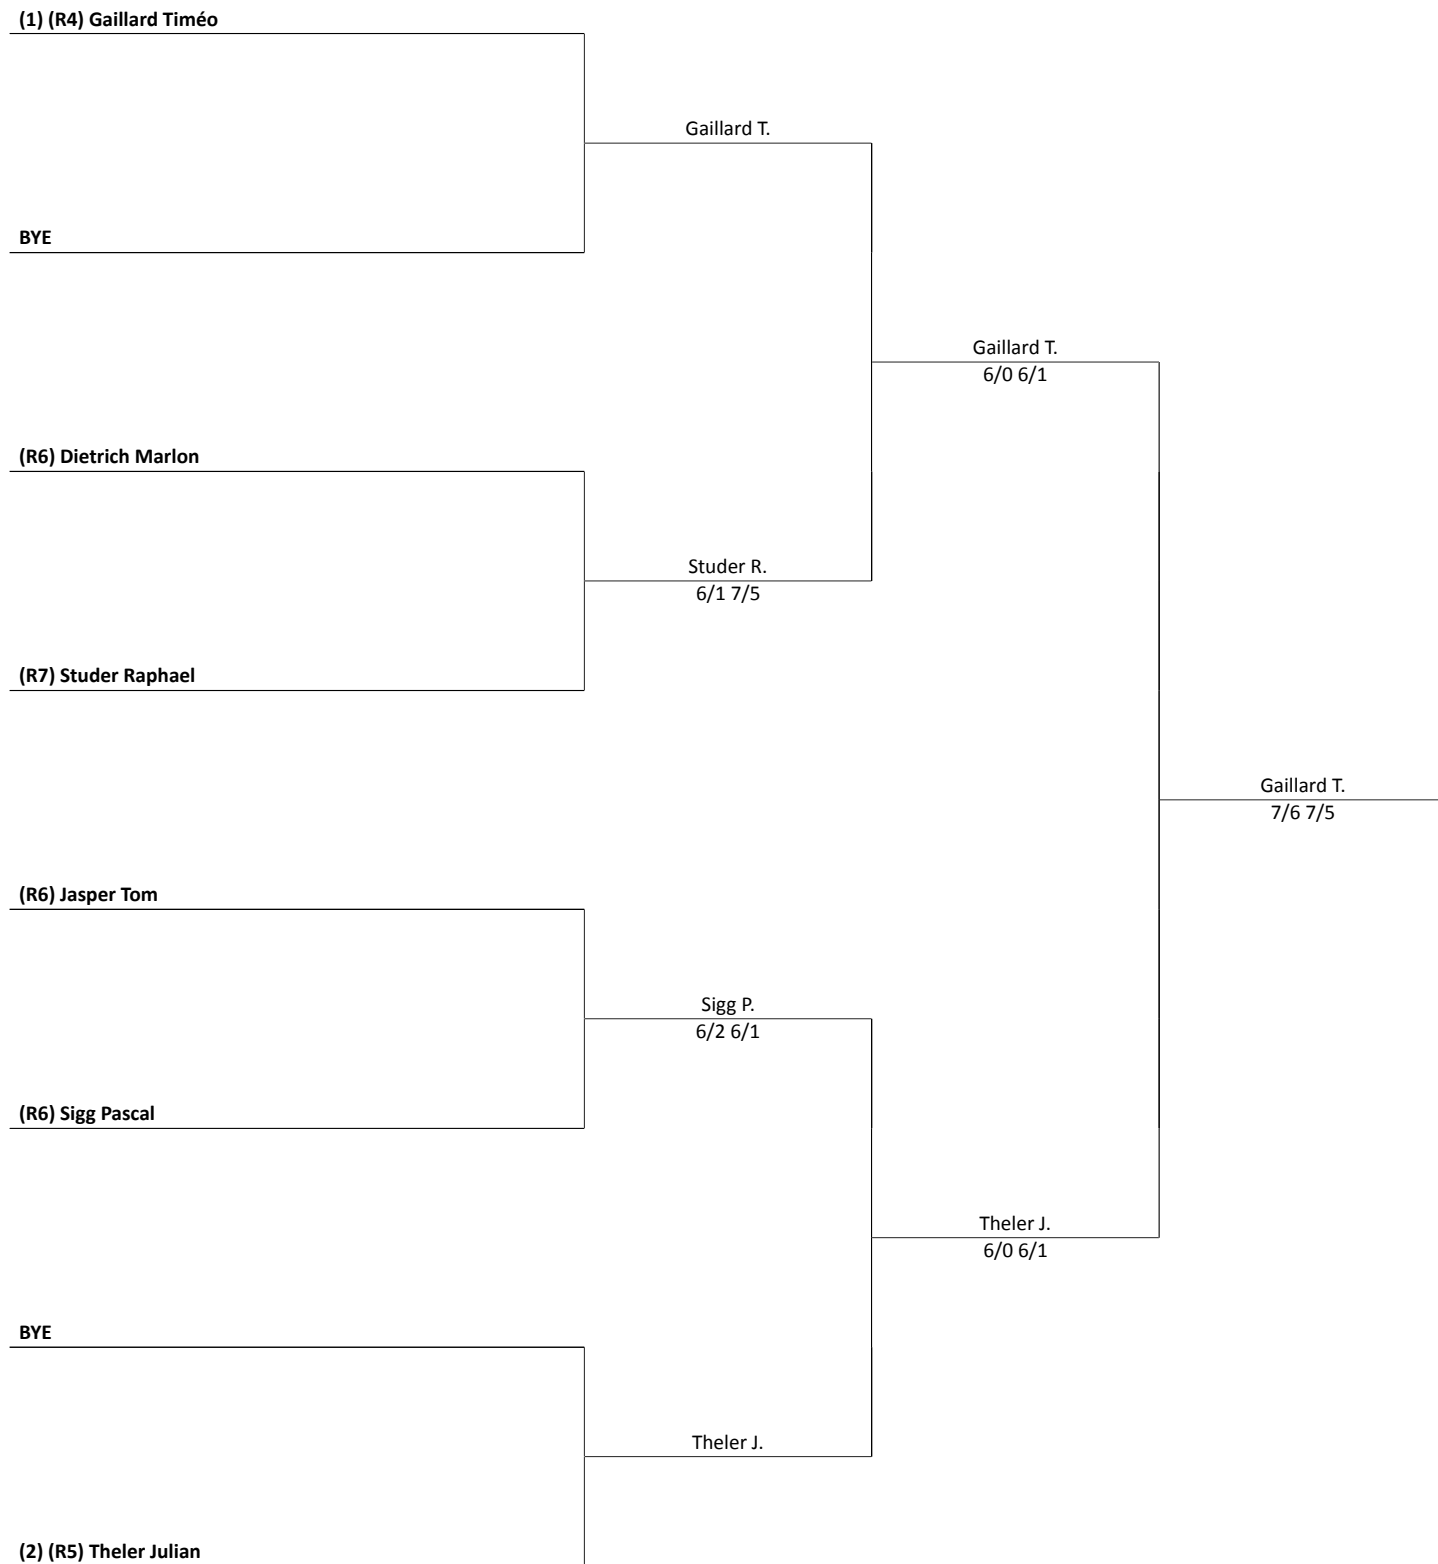 (1) (R4) Gaillard Timéo
Gaillard T.
BYE
Gaillard T.
6/0 6/1
(R6) Dietrich Marlon
Studer R.
6/1 7/5
(R7) Studer Raphael
Gaillard T.
7/6 7/5
(R6) Jasper Tom
Sigg P.
6/2 6/1
(R6) Sigg Pascal
Theler J.
6/0 6/1
BYE
Theler J.
(2) (R5) Theler Julian